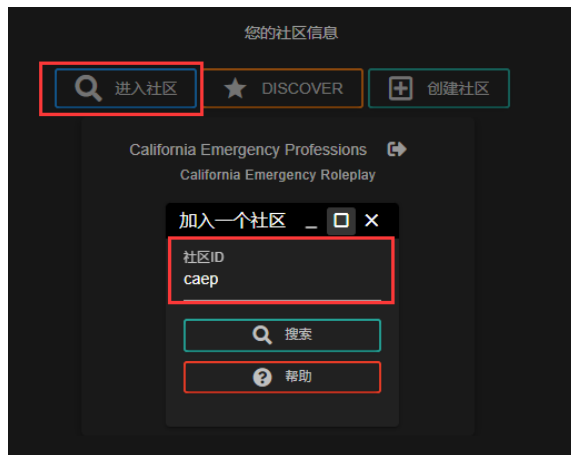 您的社区信息
进入社区 DISCOVER 创建社区
California Emergency Professions
California Emergency Roleplay
加入一个社区
社区ID
caep
搜索
帮助